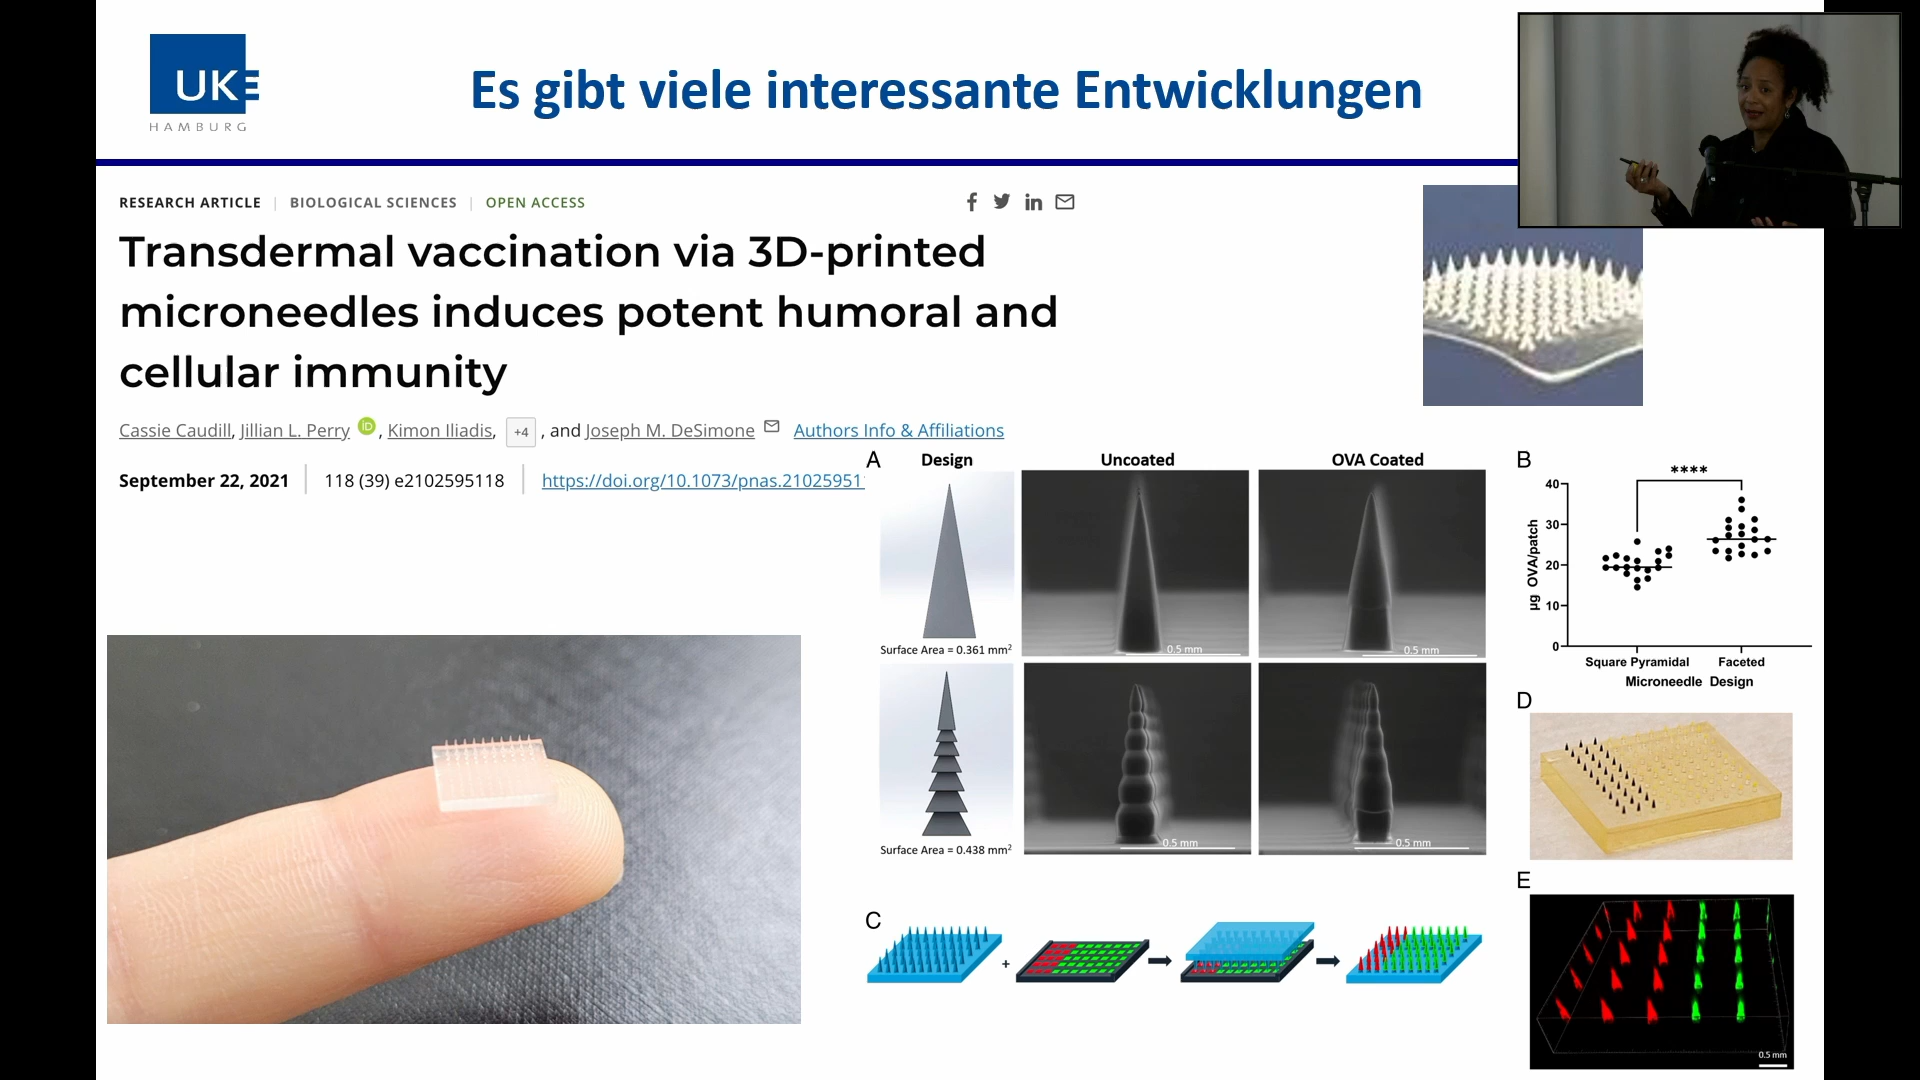 UKE
HAMBURG
Es gibt viele interessante Entwicklungen
RESEARCH ARTICLE | BIOLOGICAL SCIENCES | OPEN ACCESS
Transdermal vaccination via 3D-printed
microneedles induces potent humoral and
cellular immunity
Cassie Caudill, Jillian L. Perry iD, Kimon Iliadis, +4, and Joseph M. DeSimone Authors Info & Affiliations
September 22, 2021 | 118 (39) e2102595118 | https://doi.org/10.1073/pnas.21025951
A Design Uncoated OVA Coated
Surface Area = 0.361 mm²
0.5 mm
0.5 mm
Surface Area = 0.438 mm²
0.5 mm
0.5 mm
B
****
40
30
20
10
0
µg OVA/patch
Square Pyramidal Faceted
Microneedle Design
C
+
D
E
0.5 mm